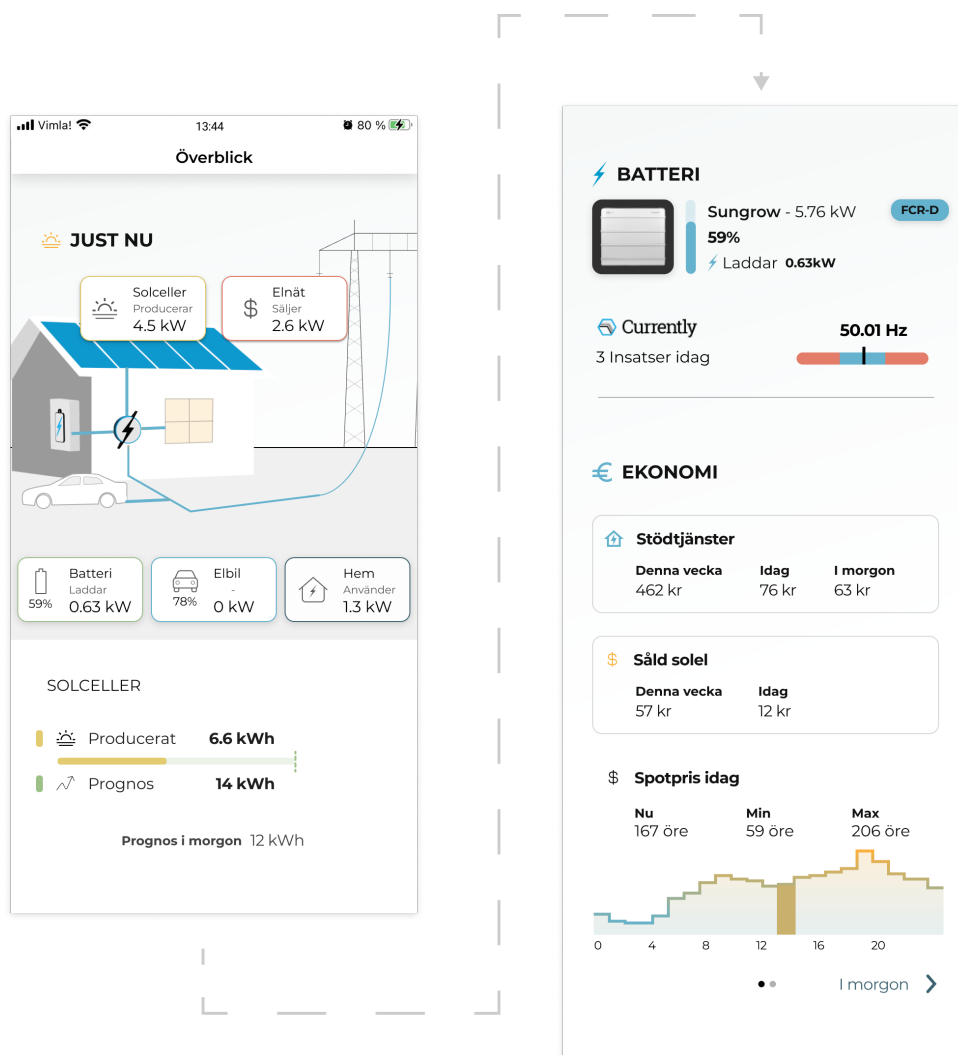 Vimla!
13:44
80 %
Överblick
JUST NU
Solceller
Producerar
4.5 kW
Elnät
Säljer
2.6 kW
Batteri
Laddar
59%
0.63 kW
Elbil
-
78%
0 kW
Hem
Använder
1.3 kW
SOLCELLER
Producerat 6.6 kWh
Prognos 14 kWh
Prognos i morgon 12 kWh
BATTERI
Sungrow - 5.76 kW
FCR-D
59%
Laddar 0.63kW
Currently
50.01 Hz
3 Insatser idag
EKONOMI
Stödtjänster
Denna vecka Idag I morgon
462 kr 76 kr 63 kr
Såld solel
Denna vecka Idag
57 kr 12 kr
Spotpris idag
Nu Min Max
167 öre 59 öre 206 öre
0 4 8 12 16 20
I morgon